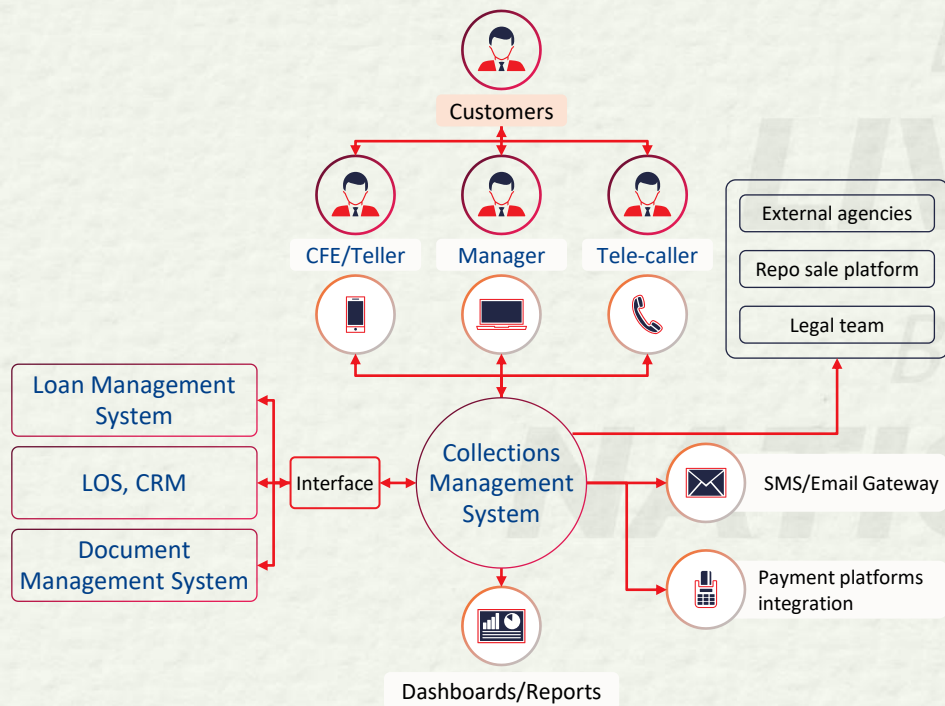 Customers
CFE/Teller
Manager
Tele-caller
External agencies
Repo sale platform
Legal team
Loan Management
System
LOS, CRM
Document
Management System
Interface
Collections
Management
System
SMS/Email Gateway
Payment platforms
integration
Dashboards/Reports